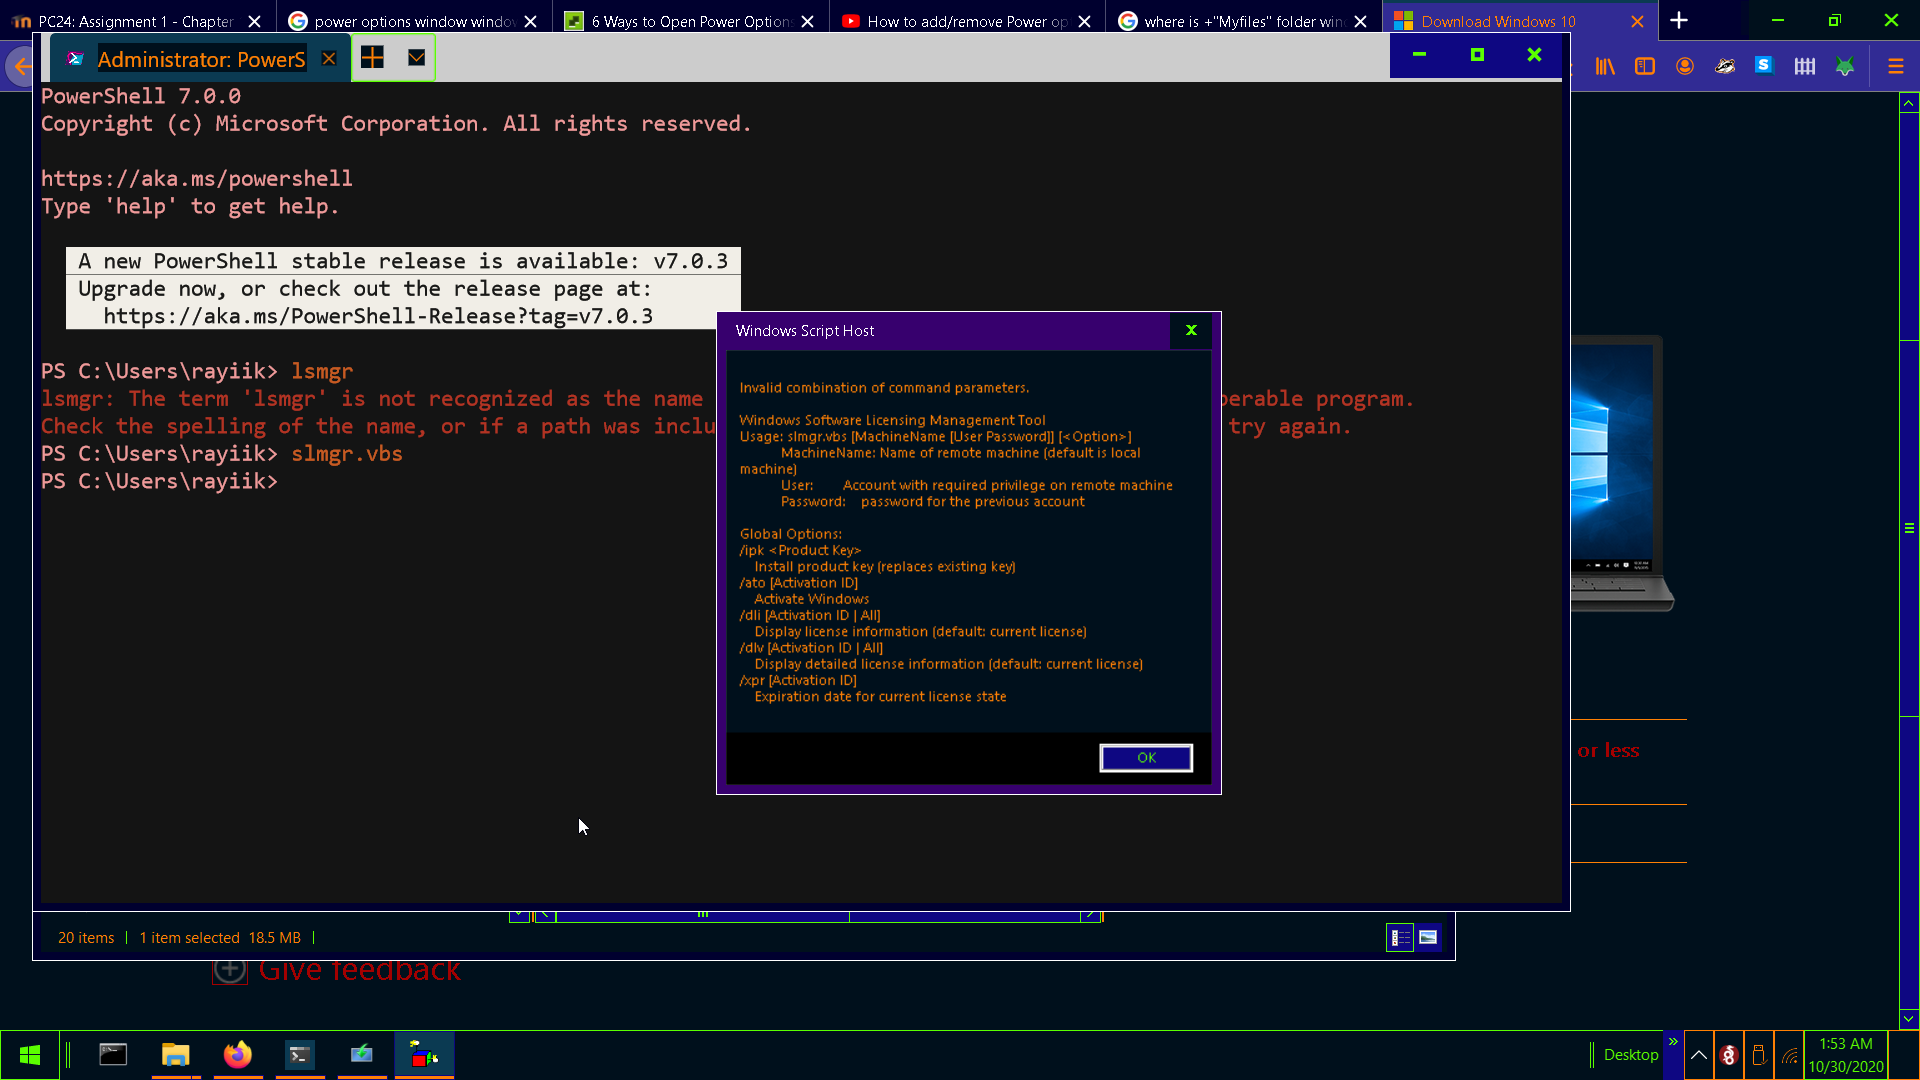 PC24: Assignment 1 - Chapter
power options window windo
6 Ways to Open Power Option
How to add/remove Power op
where is +"Myfiles" folder win
Download Windows 10
Administrator: PowerS
PowerShell 7.0.0
Copyright (c) Microsoft Corporation. All rights reserved.
https://aka.ms/powershell
Type 'help' to get help.
A new PowerShell stable release is available: v7.0.3
Upgrade now, or check out the release page at:
https://aka.ms/PowerShell-Release?tag=v7.0.3
PS C:\Users\rayiik> lsmgr
lsmgr: The term 'lsmgr' is not recognized as the name perable program.
Check the spelling of the name, or if a path was inclu try again.
PS C:\Users\rayiik> slmgr.vbs
PS C:\Users\rayiik>
Windows Script Host
Invalid combination of command parameters.
Windows Software Licensing Management Tool
Usage: slmgr.vbs [MachineName [User Password]] [<Option>]
MachineName: Name of remote machine (default is local
machine)
User: Account with required privilege on remote machine
Password: password for the previous account
Global Options:
/ipk <Product Key>
Install product key (replaces existing key)
/ato [Activation ID]
Activate Windows
/dli [Activation ID | All]
Display license information (default: current license)
/dlv [Activation ID | All]
Display detailed license information (default: current license)
/xpr [Activation ID]
Expiration date for current license state
OK
or less
20 items
1 item selected 18.5 MB
Give feedback
Desktop
1:53 AM
10/30/2020